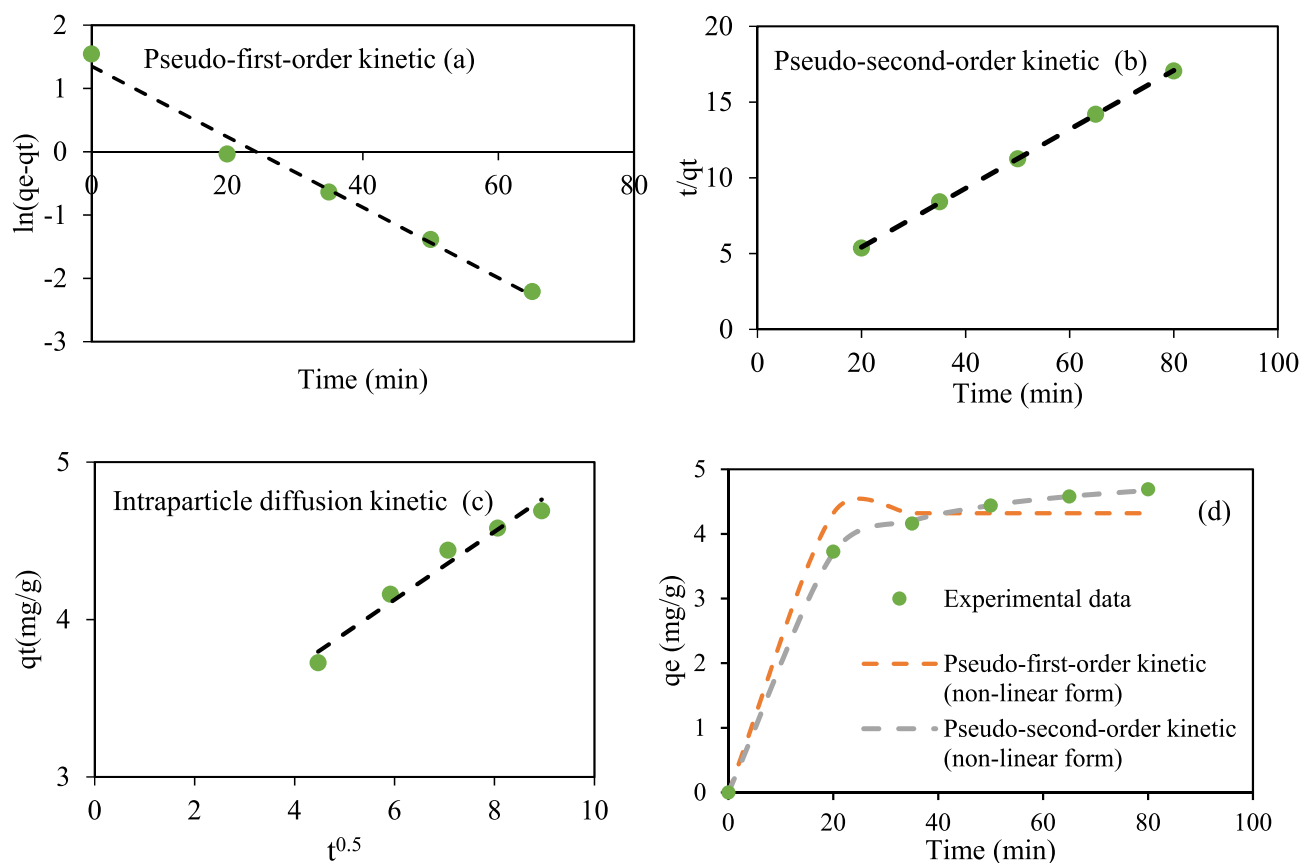 Pseudo-first-order kinetic (a)
2
1
0
-1
-2
-3
0
20
40
60
80
ln(qe-qt)
Time (min)
Pseudo-second-order kinetic (b)
20
15
10
5
0
0
20
40
60
80
100
t/qt
Time (min)
Intraparticle diffusion kinetic (c)
5
4
3
0
2
4
6
8
10
qt(mg/g)
t^0.5
(d)
5
4
3
2
1
0
0
20
40
60
80
100
qe (mg/g)
Time (min)
Experimental data
Pseudo-first-order kinetic
(non-linear form)
Pseudo-second-order kinetic
(non-linear form)